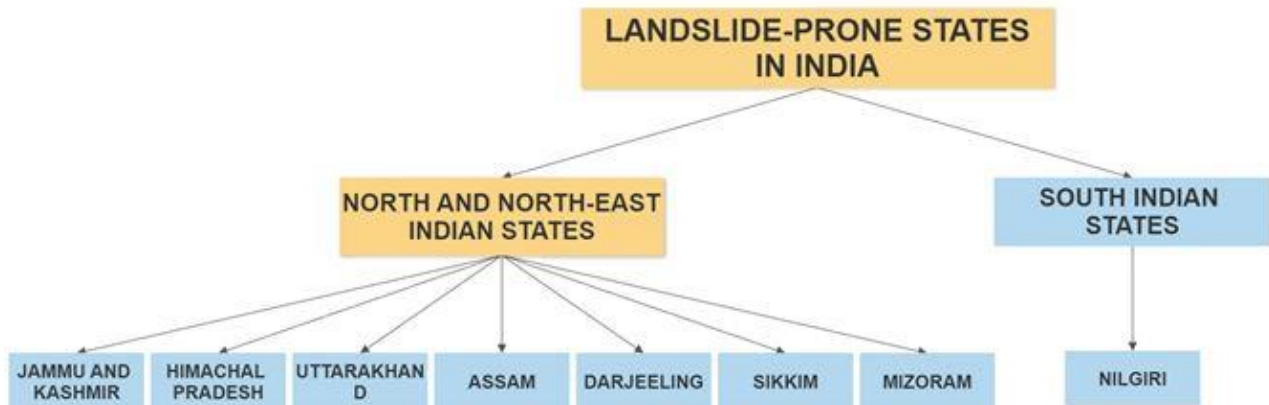 LANDSLIDE-PRONE STATES
IN INDIA
NORTH AND NORTH-EAST
INDIAN STATES
SOUTH INDIAN
STATES
JAMMU AND
KASHMIR
HIMACHAL
PRADESH
UTTARAKHAN
D
ASSAM
DARJEELING
SIKKIM
MIZORAM
NILGIRI